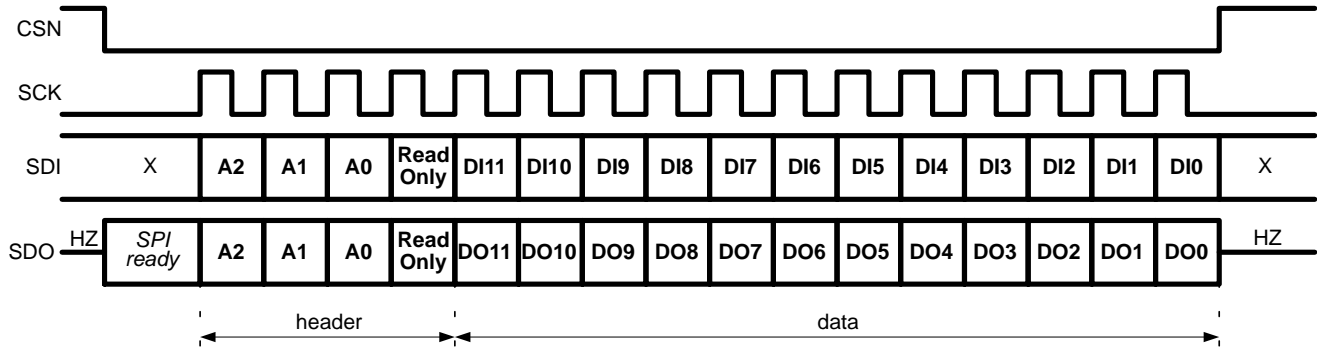 CSN
SCK
SDI X A2 A1 A0 Read Only DI11 DI10 DI9 DI8 DI7 DI6 DI5 DI4 DI3 DI2 DI1 DI0 X
SDO HZ SPI ready A2 A1 A0 Read Only DO11 DO10 DO9 DO8 DO7 DO6 DO5 DO4 DO3 DO2 DO1 DO0 HZ
header data